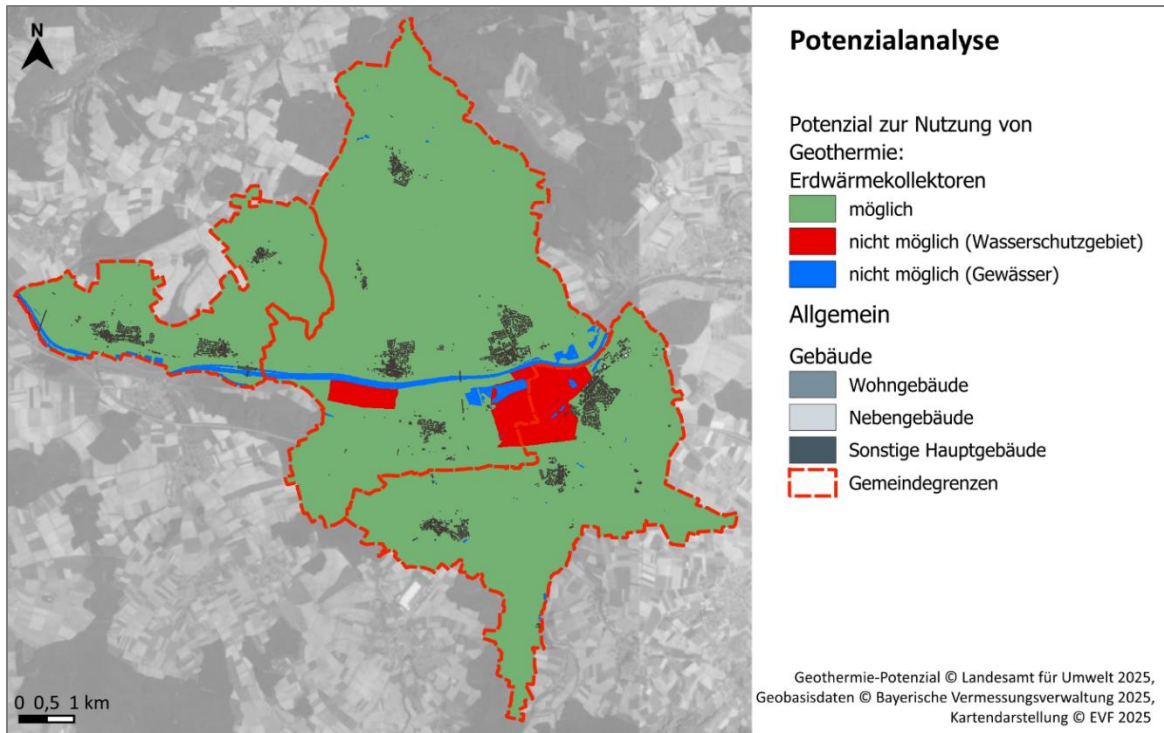 N
0 0,5 1 km
Potenzialanalyse
Potenzial zur Nutzung von
Geothermie:
Erdwärmekollektoren
möglich
nicht möglich (Wasserschutzgebiet)
nicht möglich (Gewässer)
Allgemein
Gebäude
Wohngebäude
Nebengebäude
Sonstige Hauptgebäude
Gemeindegrenzen
Geothermie-Potenzial © Landesamt für Umwelt 2025,
Geobasisdaten © Bayerische Vermessungsverwaltung 2025,
Kartendarstellung © EVF 2025